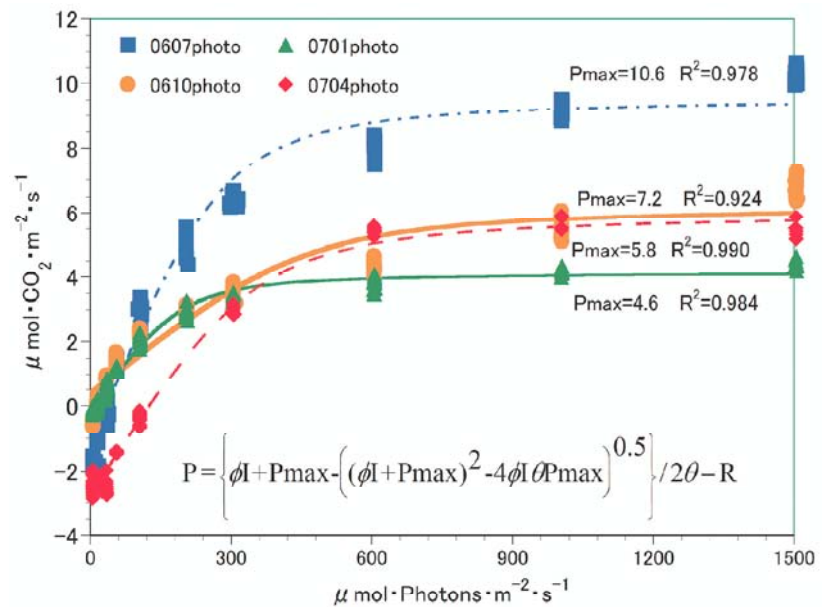 12
10
8
6
4
2
0
-2
-4
0 300 600 900 1200 1500
0607photo 0701photo
0610photo 0704photo
Pmax=10.6 R²=0.978
Pmax=7.2 R²=0.924
Pmax=5.8 R²=0.990
Pmax=4.6 R²=0.984
P={ϕI+Pmax-((ϕI+Pmax)²-4ϕIθPmax)^0.5}/2θ−R
μmol·CO₂·m⁻²·s⁻¹
μmol·Photons·m⁻²·s⁻¹